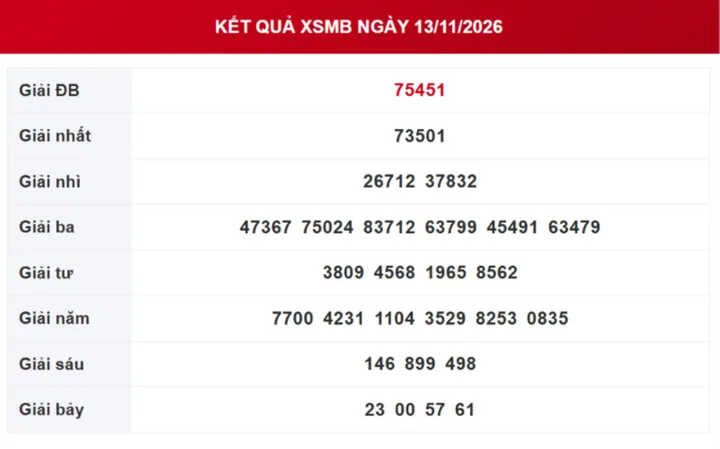 KẾT QUẢ XSMB NGÀY 13/11/2026
Giải ĐB 75451
Giải nhất 73501
Giải nhì 26712 37832
Giải ba 47367 75024 83712 63799 45491 63479
Giải tư 3809 4568 1965 8562
Giải năm 7700 4231 1104 3529 8253 0835
Giải sáu 146 899 498
Giải bảy 23 00 57 61